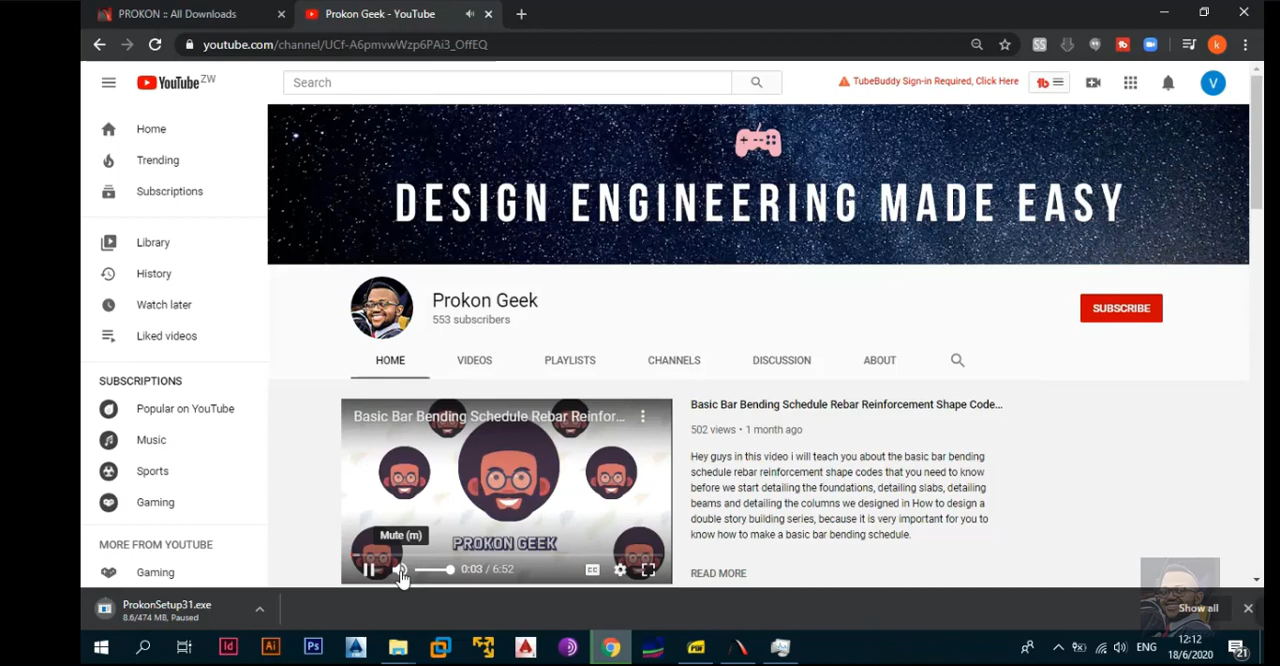 PROKON :: All Downloads
Prokon Geek - YouTube
youtube.com/channel/UCf-A6pmvwWzp6PAi3_OffEQ
YouTube ZW
Search
TubeBuddy Sign-in Required, Click Here
V
Home
Trending
Subscriptions
Library
History
Watch later
Liked videos
SUBSCRIPTIONS
Popular on YouTube
Music
Sports
Gaming
MORE FROM YOUTUBE
Gaming
DESIGN ENGINEERING MADE EASY
Prokon Geek
553 subscribers
SUBSCRIBE
HOME VIDEOS PLAYLISTS CHANNELS DISCUSSION ABOUT
Basic Bar Bending Schedule Rebar Reinfor...
Mute (m)
PROKON GEEK
0:03 / 6:52
Basic Bar Bending Schedule Rebar Reinforcement Shape Code...
502 views • 1 month ago
Hey guys in this video i will teach you about the basic bar bending
schedule rebar reinforcement shape codes that you need to know
before we start detailing the foundations, detailing slabs, detailing
beams and detailing the columns we designed in How to design a
double story building series, because it is very important for you to
know how to make a basic bar bending schedule.
READ MORE
ProkonSetup31.exe
8.6/474 MB, Paused
Show all
Id Ai Ps
ENG
12:12
18/6/2020
21